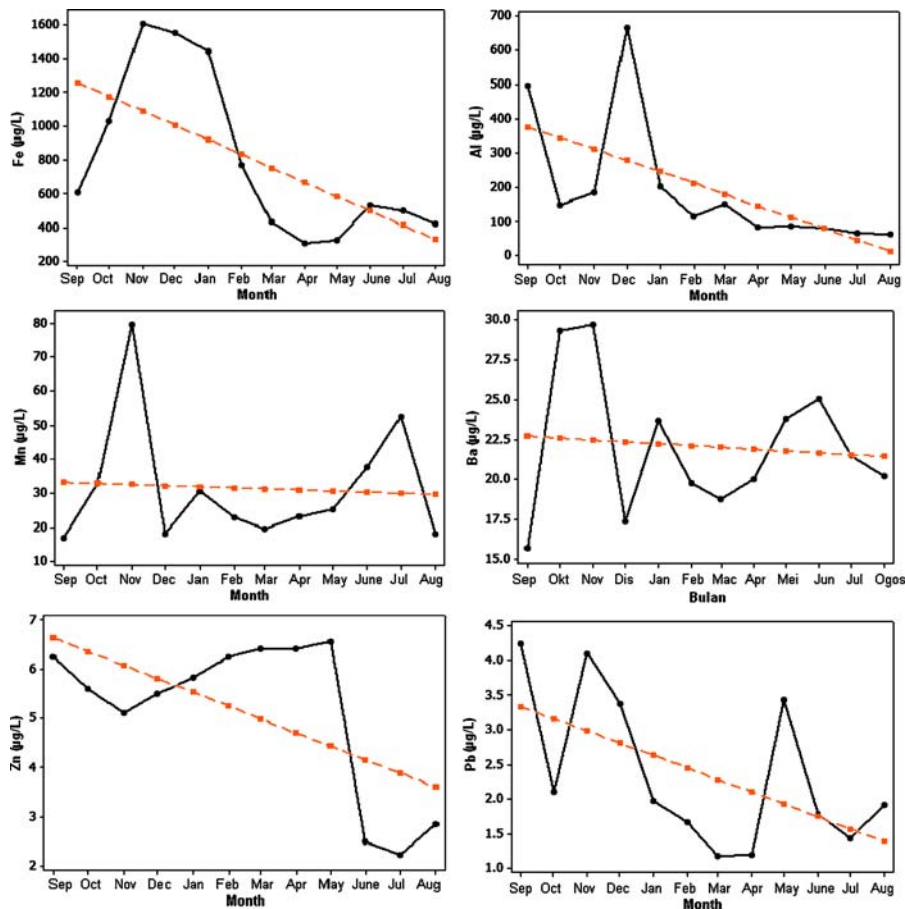 Fe (µg/L)
1600
1400
1200
1000
800
600
400
200
Sep Oct Nov Dec Jan Feb Mar Apr May June Jul Aug
Month
Al (µg/L)
700
600
500
400
300
200
100
0
Sep Oct Nov Dec Jan Feb Mar Apr May June Jul Aug
Month
Mn (µg/L)
80
70
60
50
40
30
20
10
Sep Oct Nov Dec Jan Feb Mar Apr May June Jul Aug
Month
Ba (µg/L)
30.0
27.5
25.0
22.5
20.0
17.5
15.0
Sep Okt Nov Dis Jan Feb Mac Apr Mei Jun Jul Ogos
Bulan
Zn (µg/L)
7
6
5
4
3
2
Sep Oct Nov Dec Jan Feb Mar Apr May June Jul Aug
Month
Pb (µg/L)
4.5
4.0
3.5
3.0
2.5
2.0
1.5
1.0
Sep Oct Nov Dec Jan Feb Mar Apr May June Jul Aug
Month